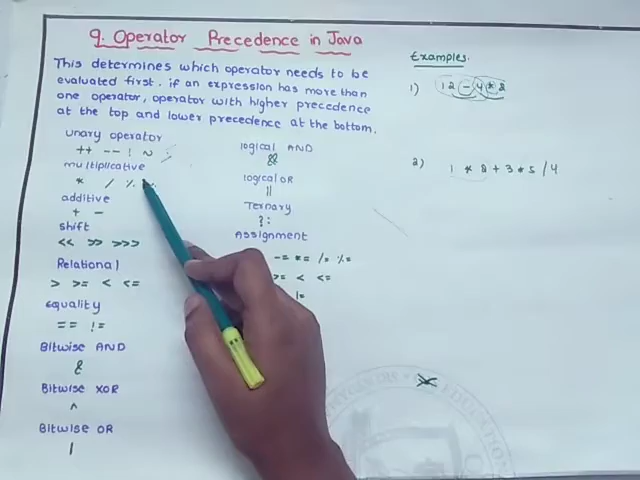 9. Operator Precedence in Java
This determines which operator needs to be
evaluated first. if an expression has more than
one operator, operator with higher precedence
at the top and lower precedence at the bottom.
unary operator
++ -- ! ~
multiplicative
* / %
additive
+ -
shift
<< >> >>>
Relational
> >= < <=
equality
== !=
Bitwise AND
&
Bitwise XOR
^
Bitwise OR
|
logical AND
&&
logical OR
||
Ternary
?:
Assignment
-= *= /= %=
>= < <=
!=
Examples.
1) 12 - 4 * 2
2) 1 * 2 + 3 * 5 / 4